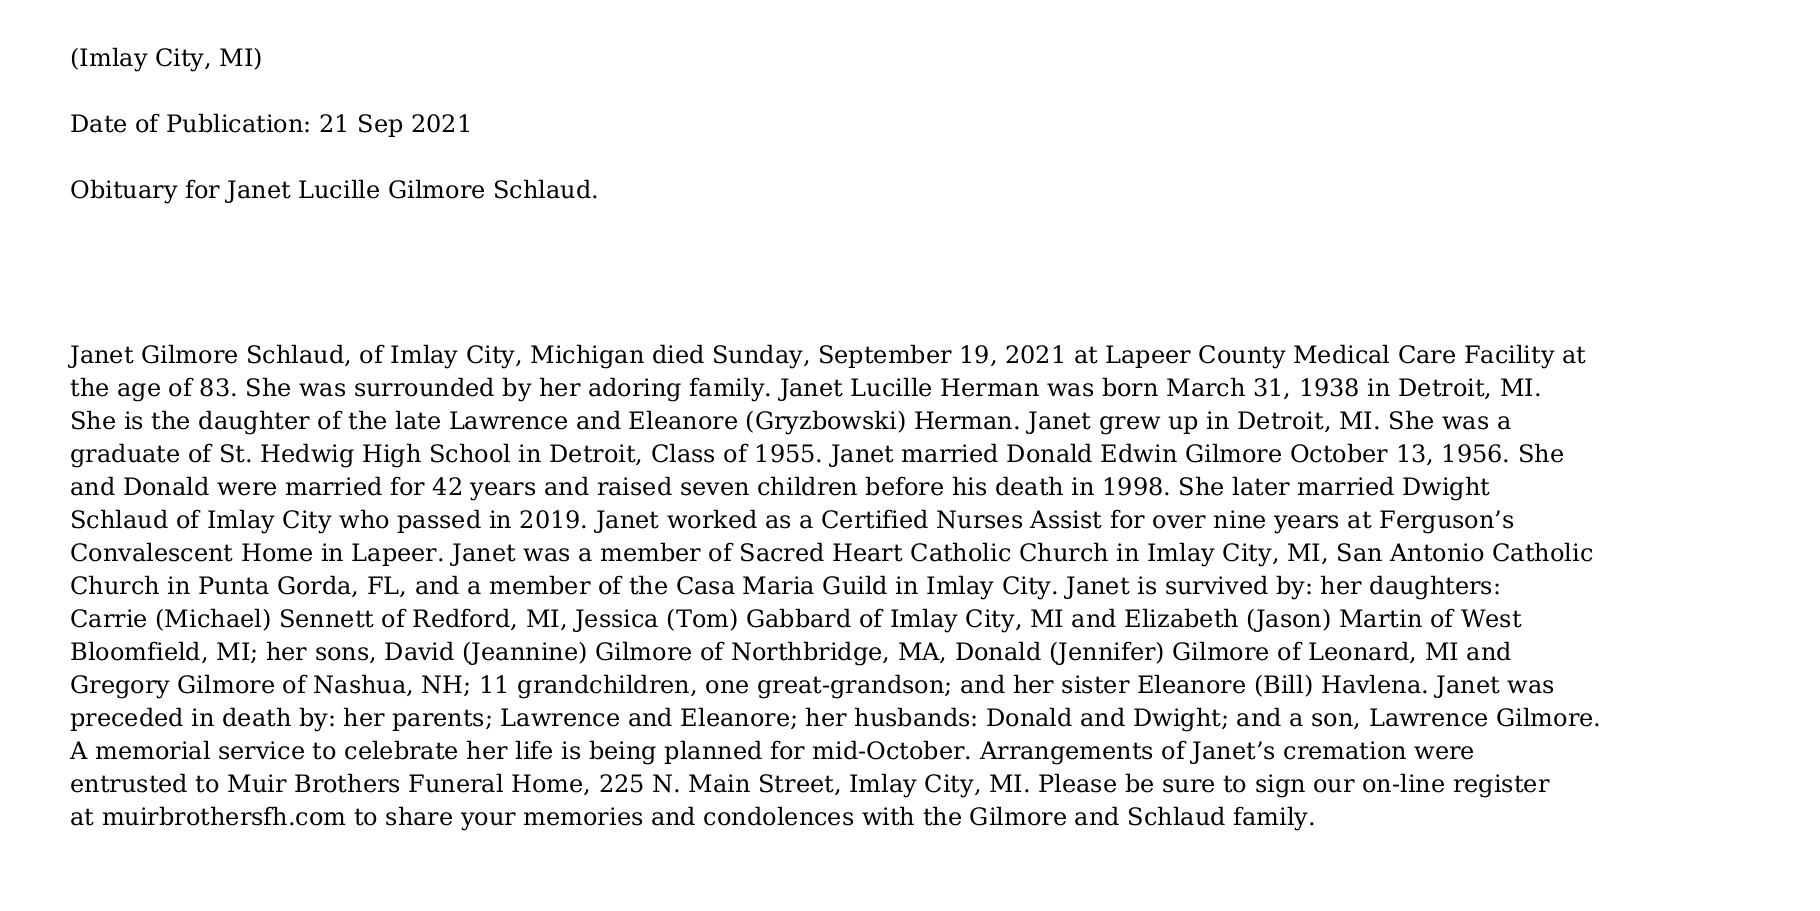 (Imlay City, MI)
Date of Publication: 21 Sep 2021
Obituary for Janet Lucille Gilmore Schlaud.
Janet Gilmore Schlaud, of Imlay City, Michigan died Sunday, September 19, 2021 at Lapeer County Medical Care Facility at
the age of 83. She was surrounded by her adoring family. Janet Lucille Herman was born March 31, 1938 in Detroit, MI.
She is the daughter of the late Lawrence and Eleanore (Gryzbowski) Herman. Janet grew up in Detroit, MI. She was a
graduate of St. Hedwig High School in Detroit, Class of 1955. Janet married Donald Edwin Gilmore October 13, 1956. She
and Donald were married for 42 years and raised seven children before his death in 1998. She later married Dwight
Schlaud of Imlay City who passed in 2019. Janet worked as a Certified Nurses Assist for over nine years at Ferguson’s
Convalescent Home in Lapeer. Janet was a member of Sacred Heart Catholic Church in Imlay City, MI, San Antonio Catholic
Church in Punta Gorda, FL, and a member of the Casa Maria Guild in Imlay City. Janet is survived by: her daughters:
Carrie (Michael) Sennett of Redford, MI, Jessica (Tom) Gabbard of Imlay City, MI and Elizabeth (Jason) Martin of West
Bloomfield, MI; her sons, David (Jeannine) Gilmore of Northbridge, MA, Donald (Jennifer) Gilmore of Leonard, MI and
Gregory Gilmore of Nashua, NH; 11 grandchildren, one great-grandson; and her sister Eleanore (Bill) Havlena. Janet was
preceded in death by: her parents; Lawrence and Eleanore; her husbands: Donald and Dwight; and a son, Lawrence Gilmore.
A memorial service to celebrate her life is being planned for mid-October. Arrangements of Janet’s cremation were
entrusted to Muir Brothers Funeral Home, 225 N. Main Street, Imlay City, MI. Please be sure to sign our on-line register
at muirbrothersfh.com to share your memories and condolences with the Gilmore and Schlaud family.